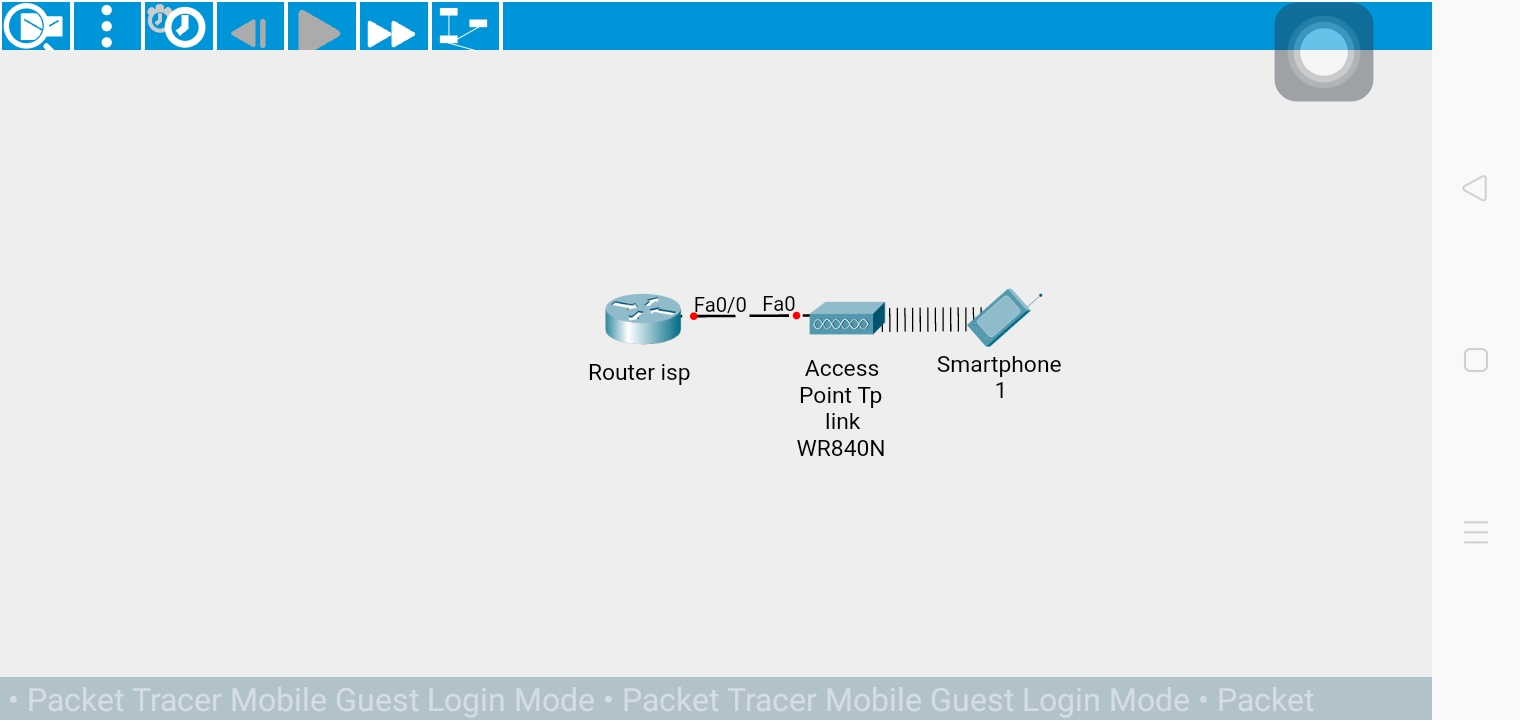 Fa0/0 Fa0
Router isp
Access
Point Tp
link
WR840N
Smartphone
1
• Packet Tracer Mobile Guest Login Mode • Packet Tracer Mobile Guest Login Mode • Packet